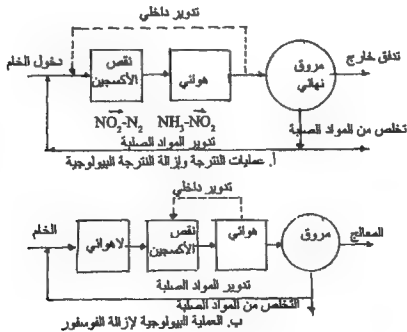 تدوير داخلي
دخول الخام
نقص
الأكسجين
هوائي
مروق
نهائي
تدفق خارج
NO2-N2
NH3-NO2
تخلص من المواد الصلبة
تدوير المواد الصلبة
أ. عمليات النترجة وإزالة النترجة البيولوجية
تدوير داخلي
الخام
لاهوائي
نقص
الأكسجين
هوائي
مروق
المعالج
تدوير المواد الصلبة
التخلص من المواد الصلبة
ب. العملية البيولوجية لإزالة الفوسفور